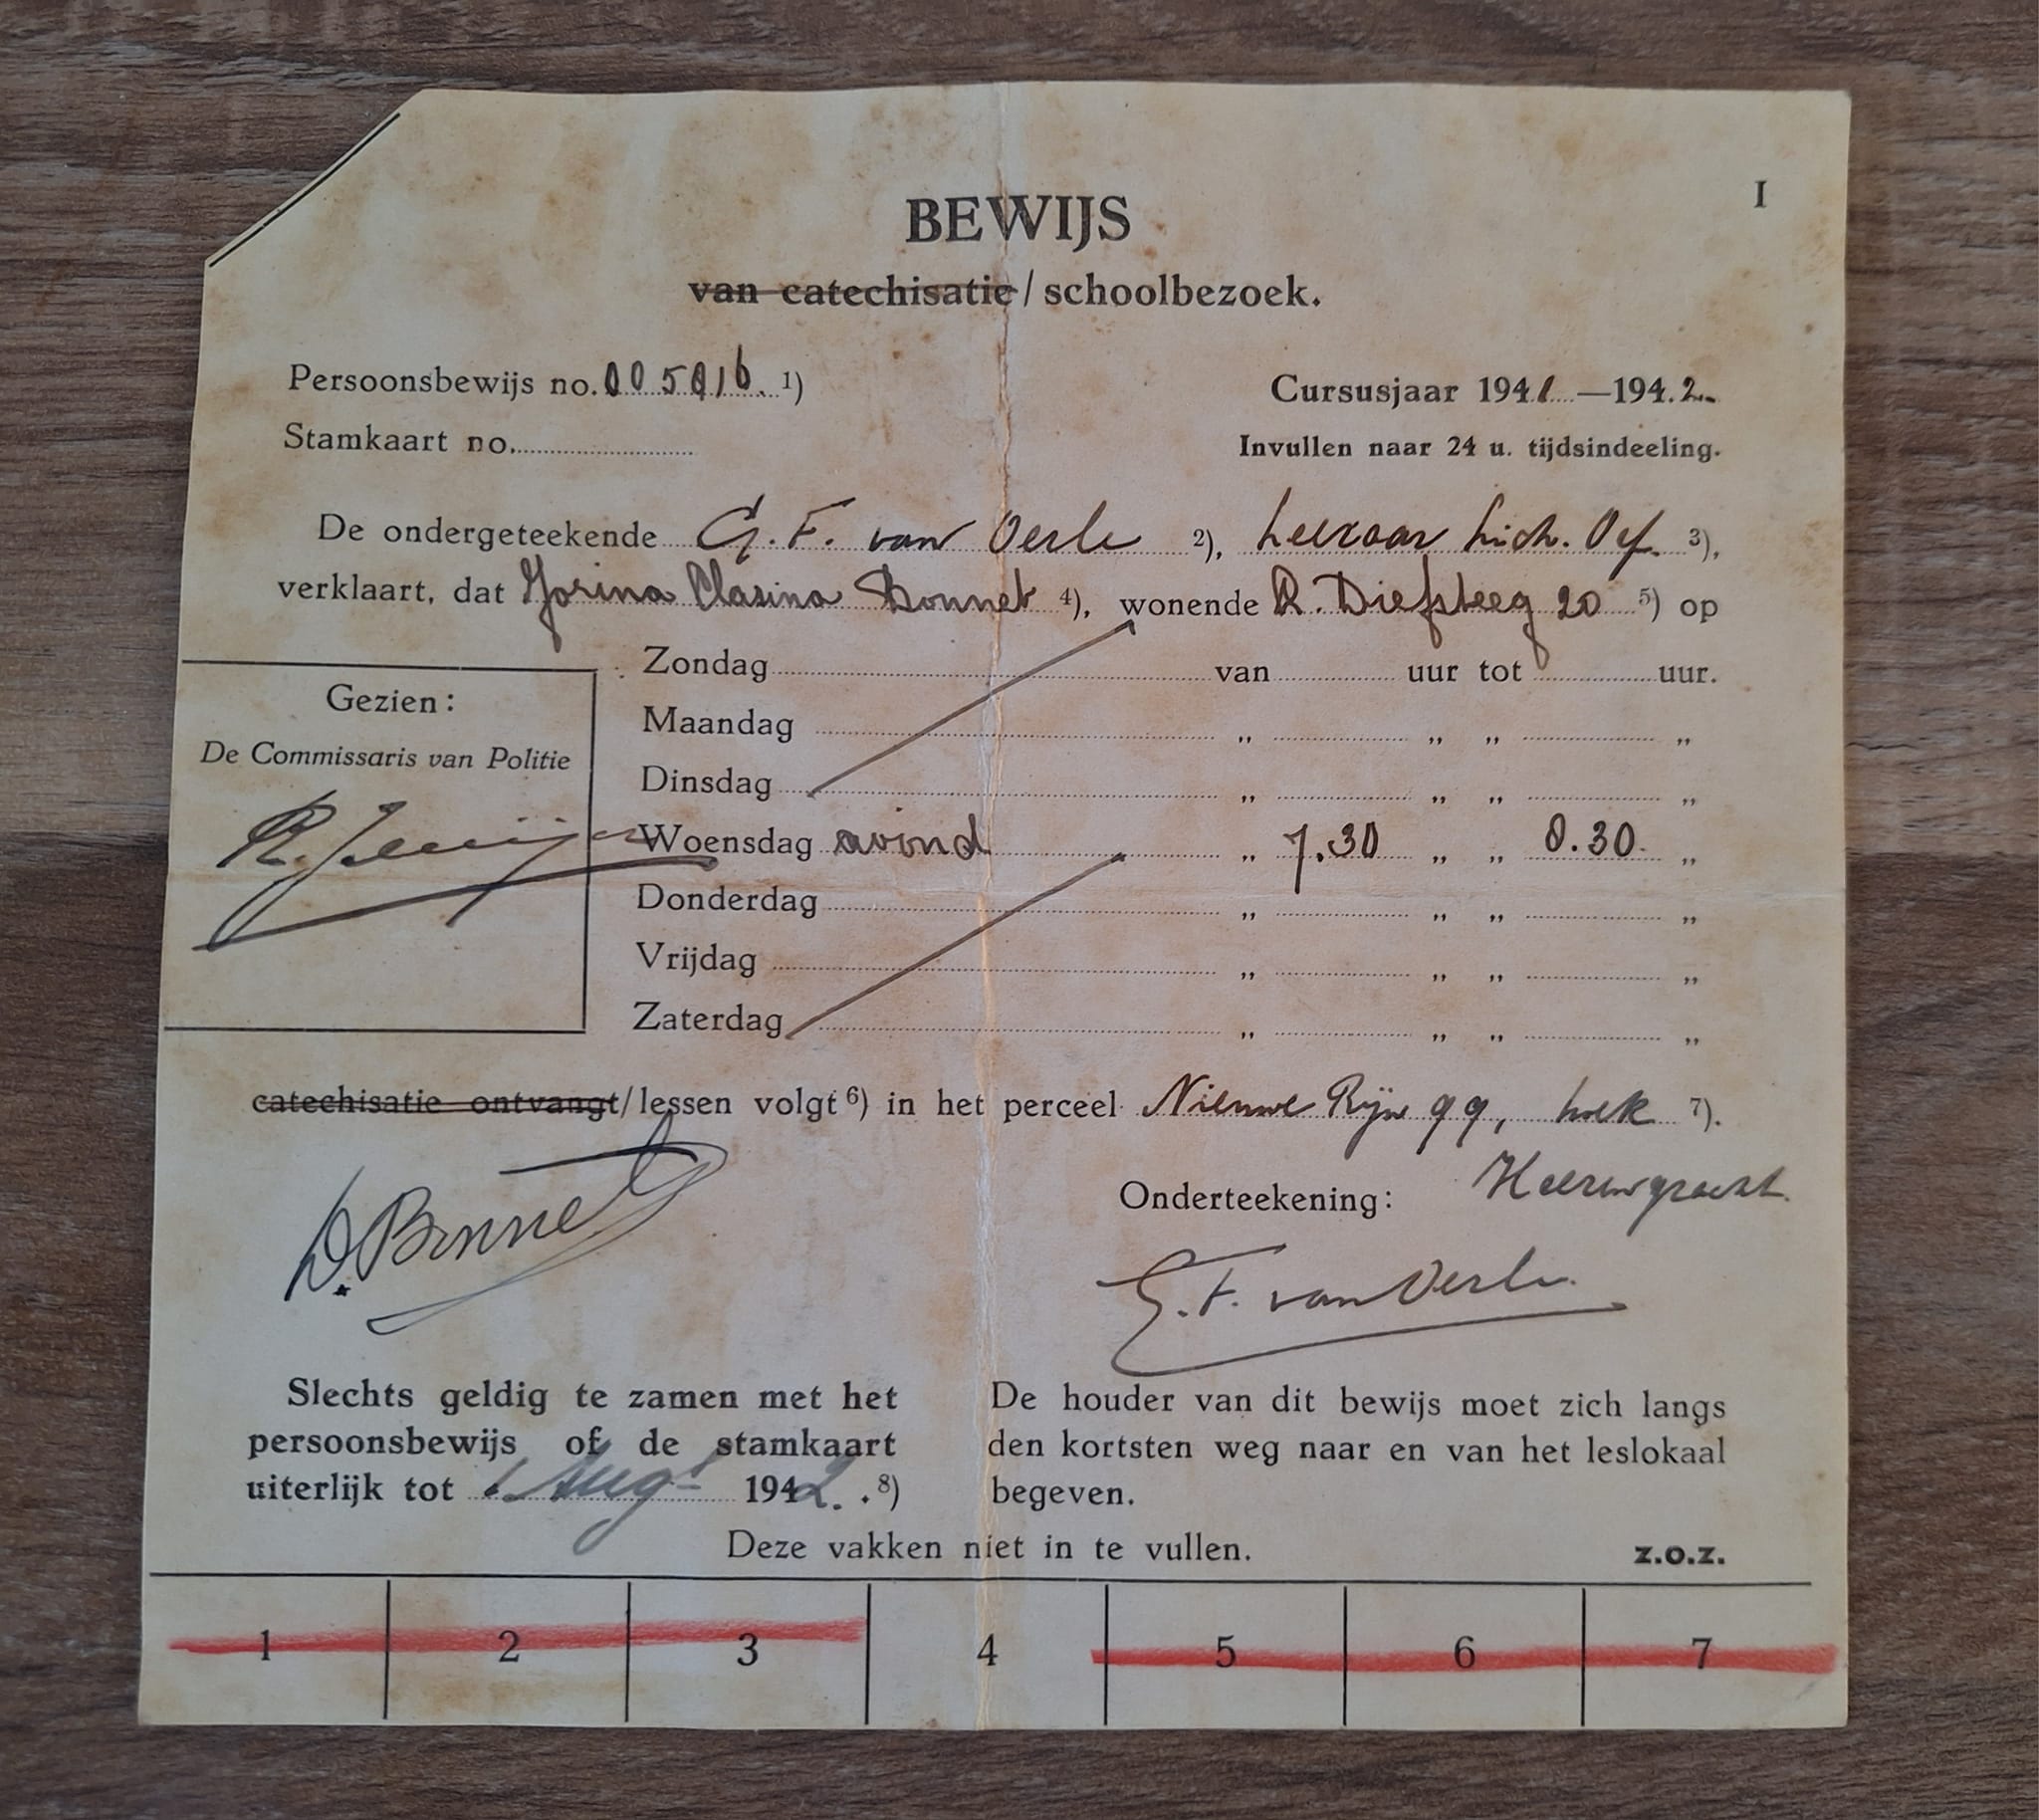 I
BEWIJS
van catechisatie / schoolbezoek.
Persoonsbewijs no. 005016. 1)
Cursusjaar 1941 —194.2.
Stamkaart no.
Invullen naar 24 u. tijdsindeeling.
De ondergeteekende G. F. van Oerle 2), Leeraar Lich. Oef. 3),
verklaart, dat Jorina Clasina Bonnet 4), wonende R. Diefsteeg 20 5) op
Zondag van uur tot uur.
Maandag „ „ „ „
Dinsdag „ „ „ „
Woensdag avond „ 7.30 „ „ 8.30 „
Donderdag „ „ „ „
Vrijdag „ „ „ „
Zaterdag „ „ „ „
Gezien:
De Commissaris van Politie
catechisatie ontvangt/lessen volgt 6) in het perceel Nieuwe Rijn 99, hoek 7).
Heerengracht.
Onderteekening:
D. Bonnet
G. F. van Oerle.
Slechts geldig te zamen met het
persoonsbewijs of de stamkaart
uiterlijk tot 1 Augt 1942. . 8)
De houder van dit bewijs moet zich langs
den kortsten weg naar en van het leslokaal
begeven.
Deze vakken niet in te vullen.
z.o.z.
1 2 3 4 5 6 7